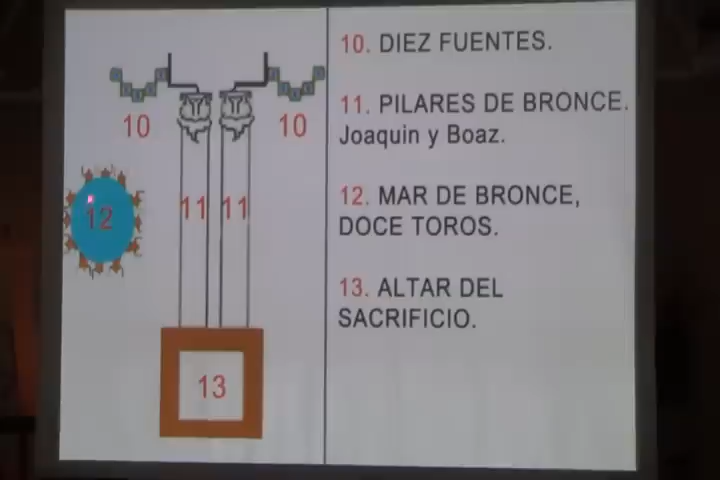 10
10
11
11
12
13
10. DIEZ FUENTES.
11. PILARES DE BRONCE.
Joaquin y Boaz.
12. MAR DE BRONCE,
DOCE TOROS.
13. ALTAR DEL
SACRIFICIO.